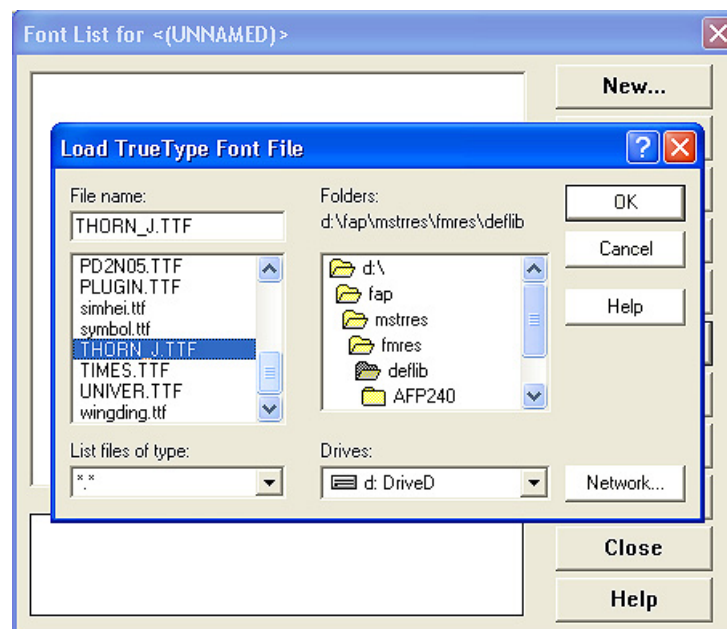 Font List for <(UNNAMED)>
New...
Load TrueType Font File
File name:
THORN_J.TTF
PD2N05.TTF
PLUGIN.TTF
simhei.ttf
symbol.ttf
THORN_J.TTF
TIMES.TTF
UNIVER.TTF
wingding.ttf
List files of type:
*.*
Folders:
d:\fap\mstrres\fmres\deflib
d:\
fap
mstrres
fmres
deflib
AFP240
Drives:
d: DriveD
OK
Cancel
Help
Network...
Close
Help